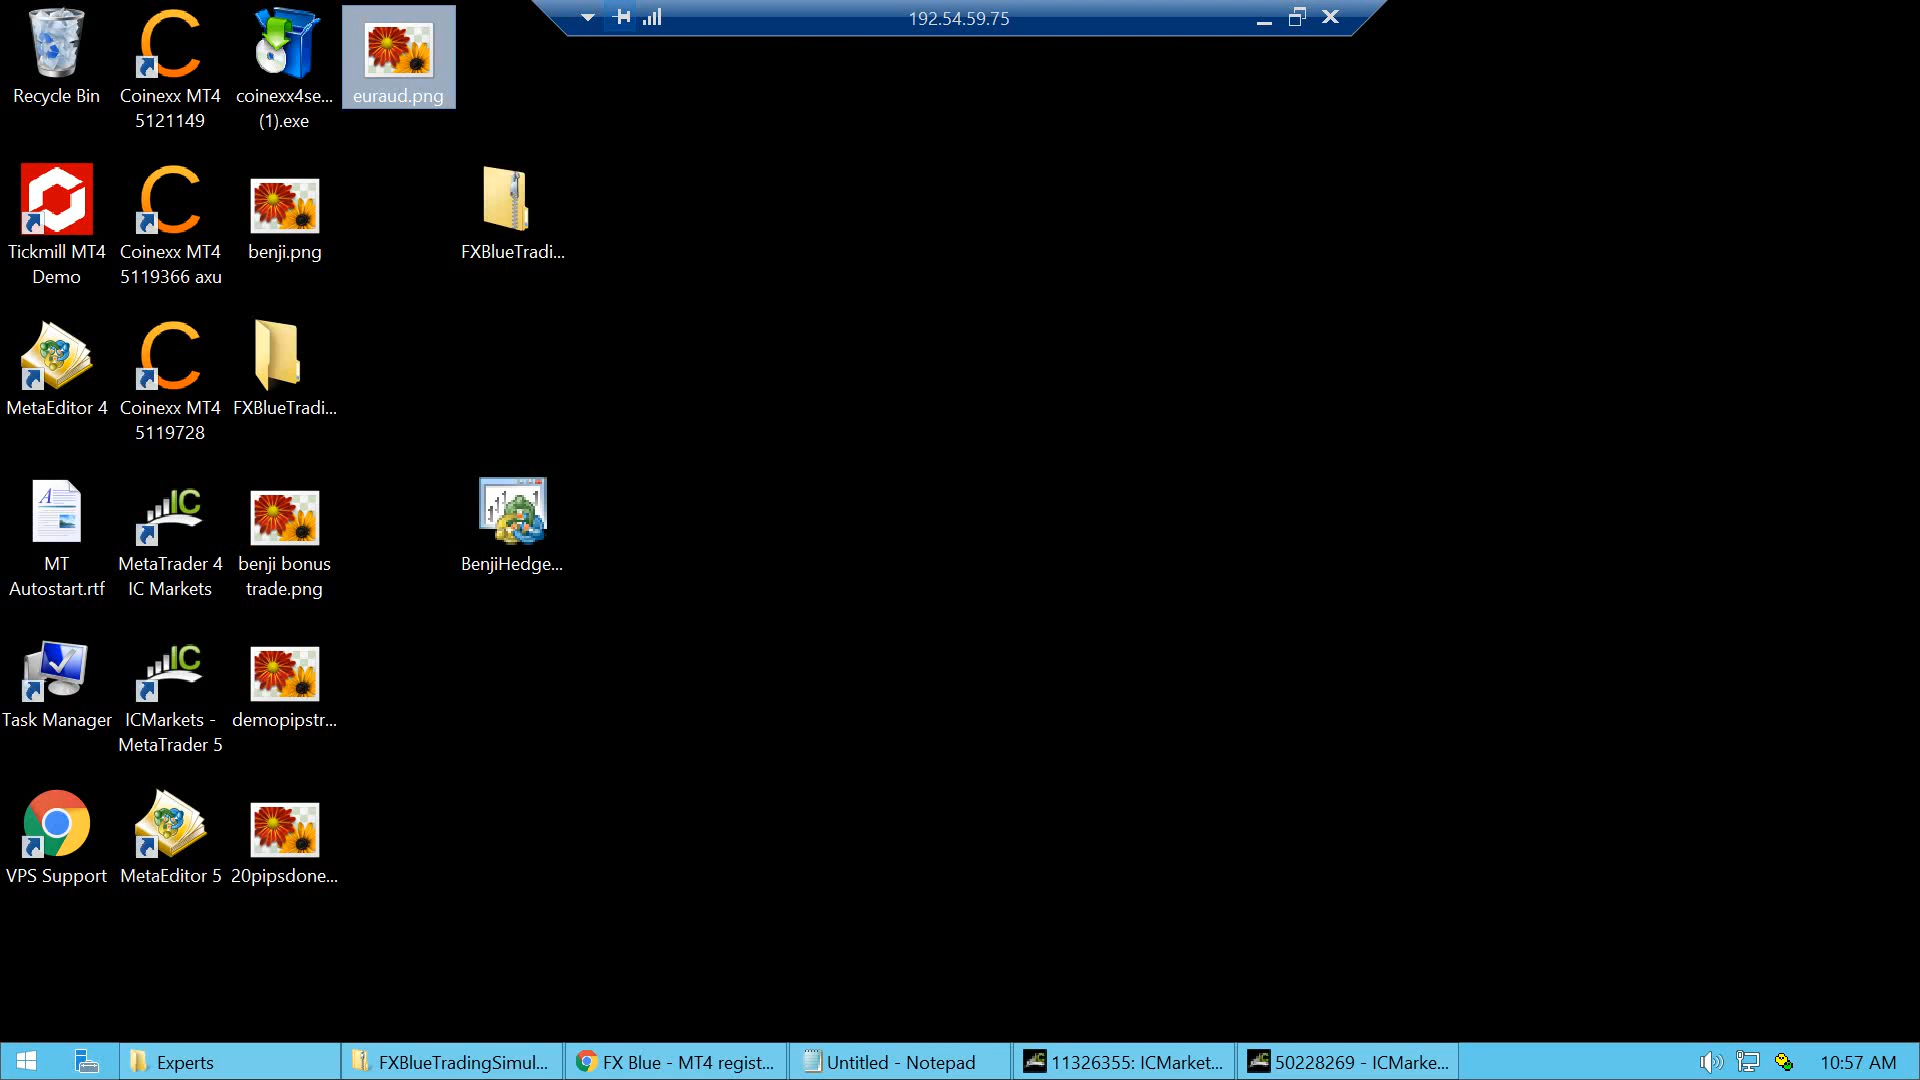 192.54.59.75
Recycle Bin
Coinexx MT4
5121149
coinexx4se...
(1).exe
euraud.png
Tickmill MT4
Demo
Coinexx MT4
5119366 axu
benji.png
FXBlueTradi...
MetaEditor 4
Coinexx MT4
5119728
FXBlueTradi...
MT
Autostart.rtf
MetaTrader 4
IC Markets
benji bonus
trade.png
BenjiHedge...
Task Manager
ICMarkets -
MetaTrader 5
demopipstr...
VPS Support
MetaEditor 5
20pipsdone...
Experts
FXBlueTradingSimul...
FX Blue - MT4 regist...
Untitled - Notepad
11326355: ICMarket...
50228269 - ICMarke...
10:57 AM